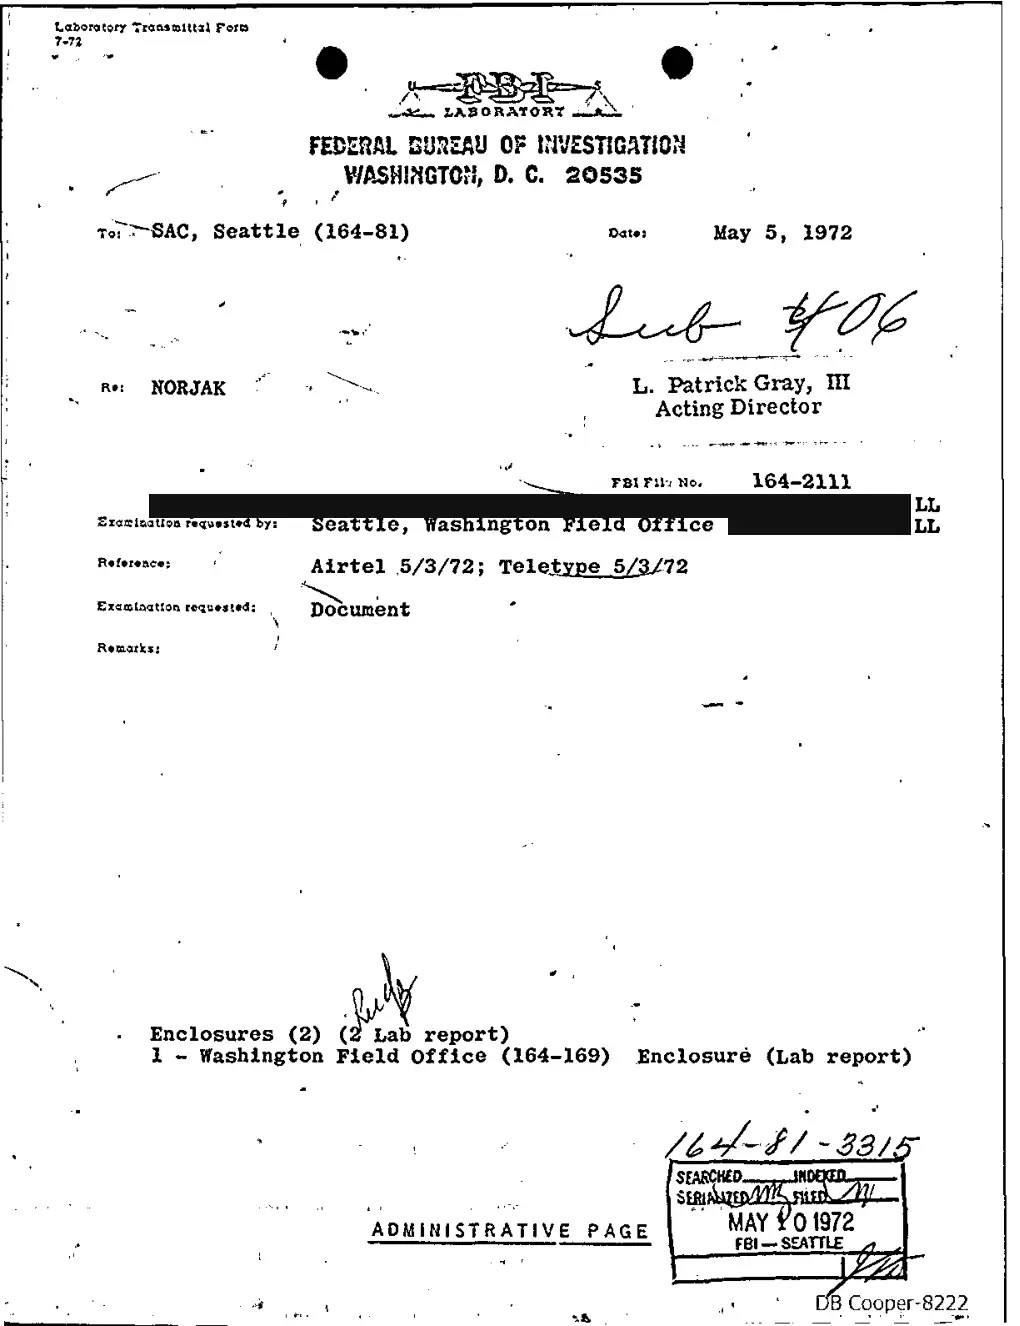 Laboratory Transmittal Form
7-72
U S
FBI
LABORATORY
FEDERAL BUREAU OF INVESTIGATION
WASHINGTON, D. C. 20535
To: SAC, Seattle (164-81)
Date: May 5, 1972
Sub 406
Re: NORJAK
L. Patrick Gray, III
Acting Director
FBI File No. 164-2111
LL
Examination requested by: Seattle, Washington Field Office LL
Reference: Airtel 5/3/72; Teletype 5/3/72
Examination requested: Document
Remarks:
Enclosures (2) (2 Lab report)
1 - Washington Field Office (164-169) Enclosure (Lab report)
164-81-3315
SEARCHED INDEXED
SERIALIZED FILED
MAY 10 1972
FBI — SEATTLE
ADMINISTRATIVE PAGE
DB Cooper-8222